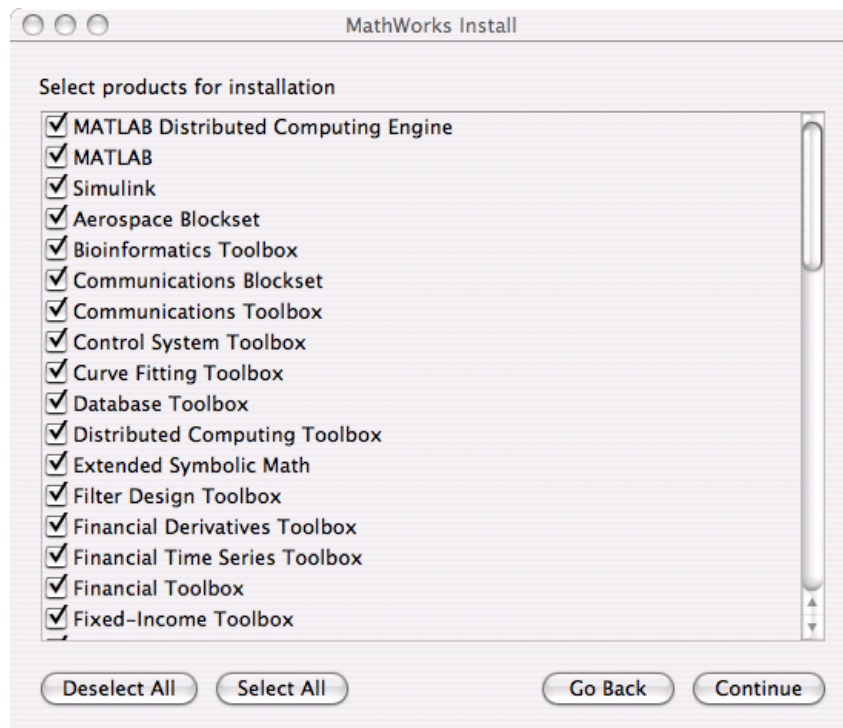 MathWorks Install
Select products for installation
MATLAB Distributed Computing Engine
MATLAB
Simulink
Aerospace Blockset
Bioinformatics Toolbox
Communications Blockset
Communications Toolbox
Control System Toolbox
Curve Fitting Toolbox
Database Toolbox
Distributed Computing Toolbox
Extended Symbolic Math
Filter Design Toolbox
Financial Derivatives Toolbox
Financial Time Series Toolbox
Financial Toolbox
Fixed-Income Toolbox
Deselect All Select All Go Back Continue